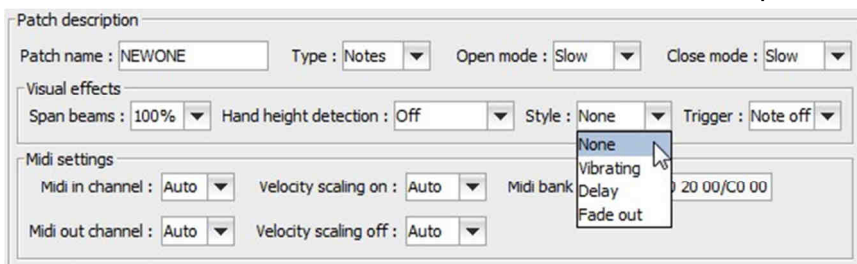 Patch description
Patch name : NEWONE Type : Notes Open mode : Slow Close mode : Slow
Visual effects
Span beams : 100% Hand height detection : Off Style : None Trigger : Note off
None
Vibrating
Delay
Fade out
Midi settings
Midi in channel : Auto Velocity scaling on : Auto Midi bank 20 00/C0 00
Midi out channel : Auto Velocity scaling off : Auto